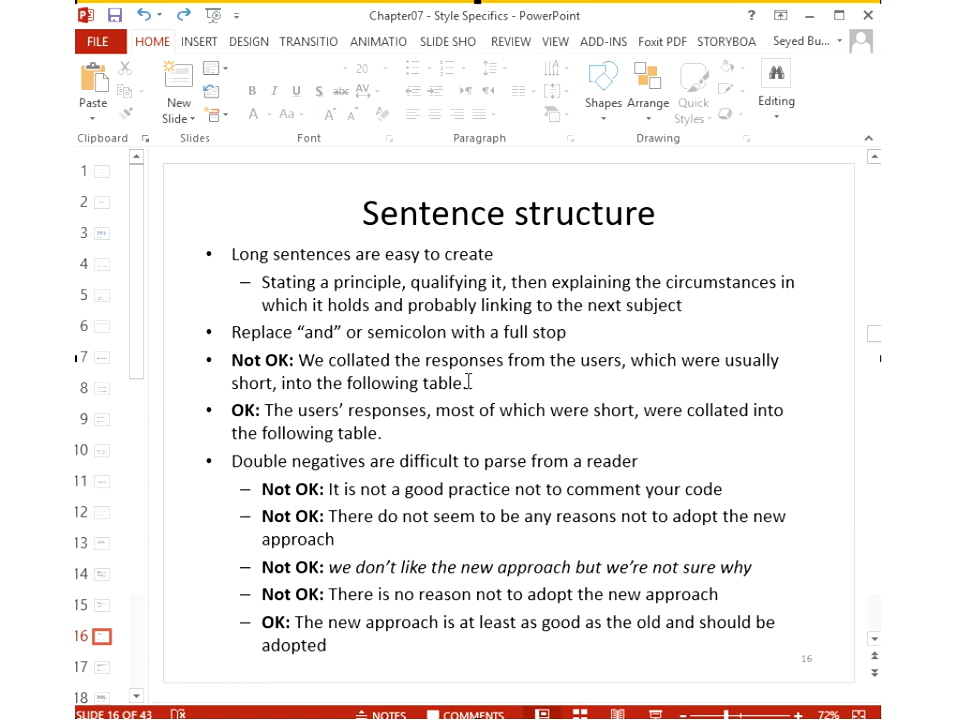 Chapter07 - Style Specifics - PowerPoint
FILE HOME INSERT DESIGN TRANSITIO ANIMATIO SLIDE SHO REVIEW VIEW ADD-INS Foxit PDF STORYBOA Seyed Bu...
20
B I U S abc AV
A Aa A A
Paste New Slide Shapes Arrange Quick Styles Editing
Clipboard Slides Font Paragraph Drawing
1
2
3
4
5
6
7
8
9
10
11
12
13
14
15
16
17
18
Sentence structure
• Long sentences are easy to create
– Stating a principle, qualifying it, then explaining the circumstances in
which it holds and probably linking to the next subject
• Replace “and” or semicolon with a full stop
• Not OK: We collated the responses from the users, which were usually
short, into the following table.
• OK: The users’ responses, most of which were short, were collated into
the following table.
• Double negatives are difficult to parse from a reader
– Not OK: It is not a good practice not to comment your code
– Not OK: There do not seem to be any reasons not to adopt the new
approach
– Not OK: we don’t like the new approach but we’re not sure why
– Not OK: There is no reason not to adopt the new approach
– OK: The new approach is at least as good as the old and should be
adopted
16
SLIDE 16 OF 43 NOTES COMMENTS 72%